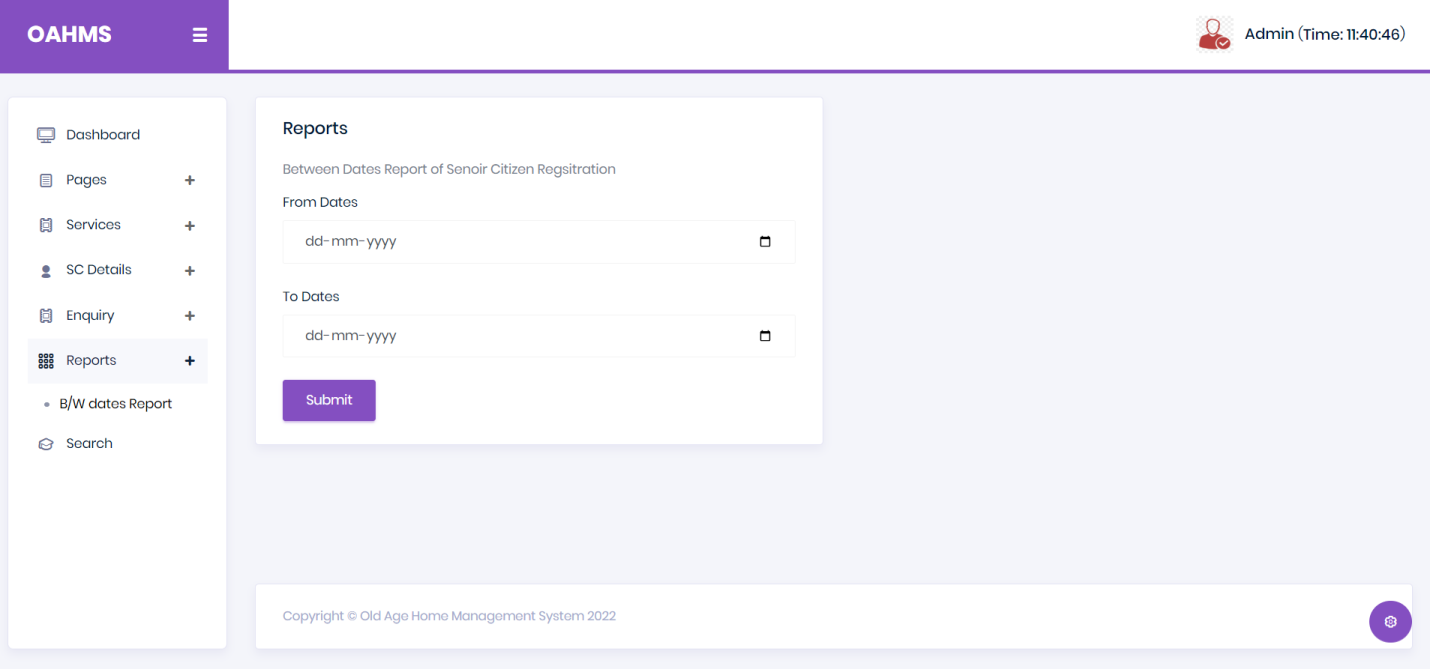 OAHMS
Admin (Time: 11:40:46)
Dashboard
Pages +
Services +
SC Details +
Enquiry +
Reports +
B/W dates Report
Search
Reports
Between Dates Report of Senoir Citizen Regsitration
From Dates
dd-mm-yyyy
To Dates
dd-mm-yyyy
Submit
Copyright © Old Age Home Management System 2022